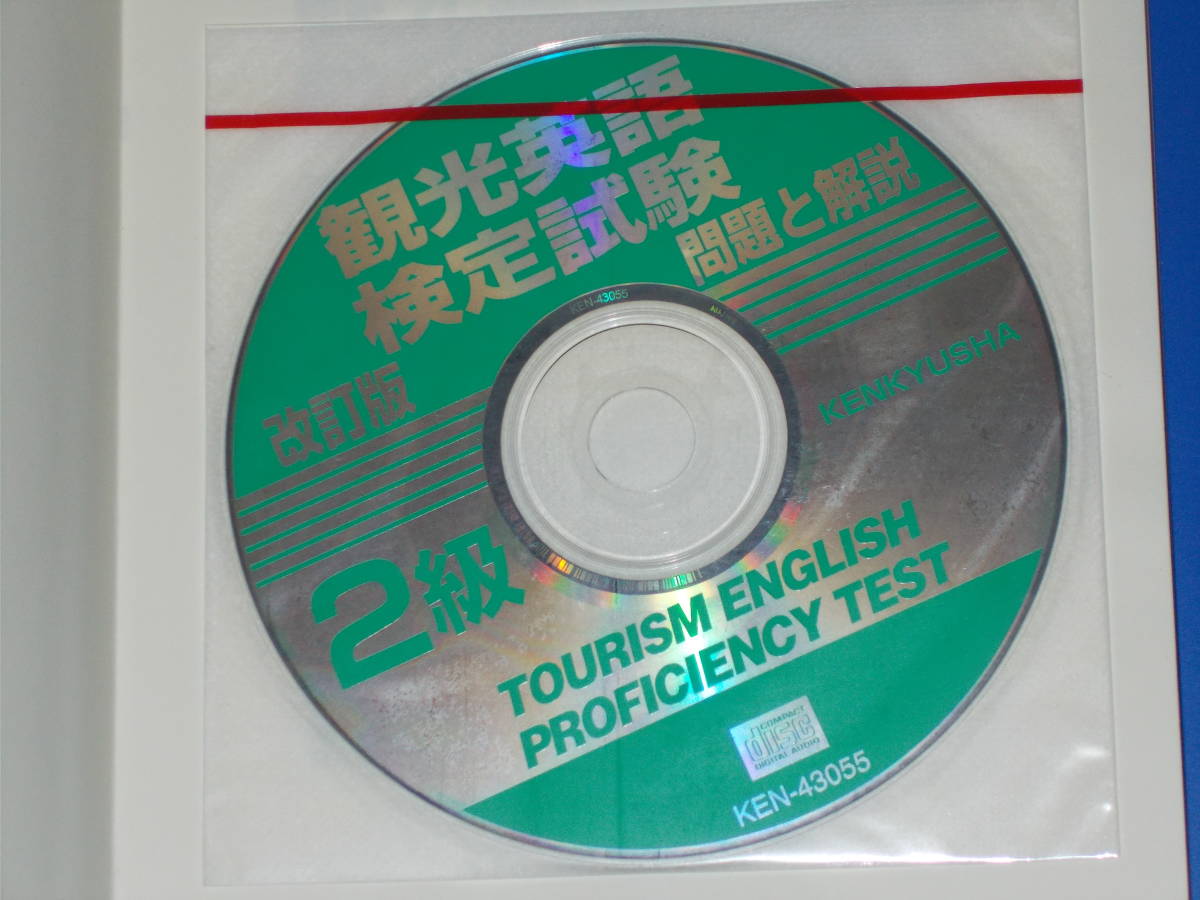 観光英語
検定試験
問題と解説
改訂版
KEN-43055
KENKYUSHA
2級
TOURISM ENGLISH
PROFICIENCY TEST
COMPACT
disc
DIGITAL AUDIO
KEN-43055